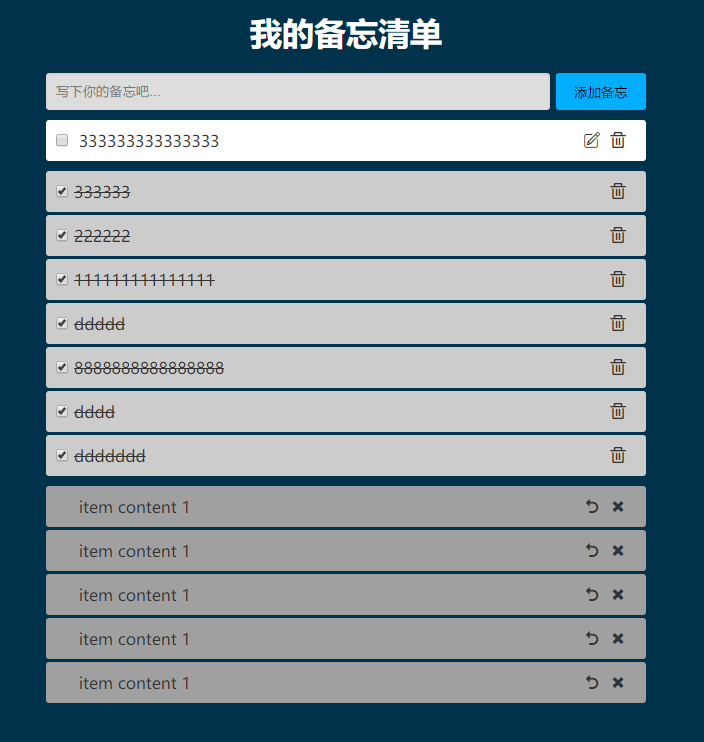 我的备忘清单
写下你的备忘吧...
添加备忘
333333333333333
333333
222222
111111111111111
ddddd
8888888888888888
dddd
ddddddd
item content 1
item content 1
item content 1
item content 1
item content 1